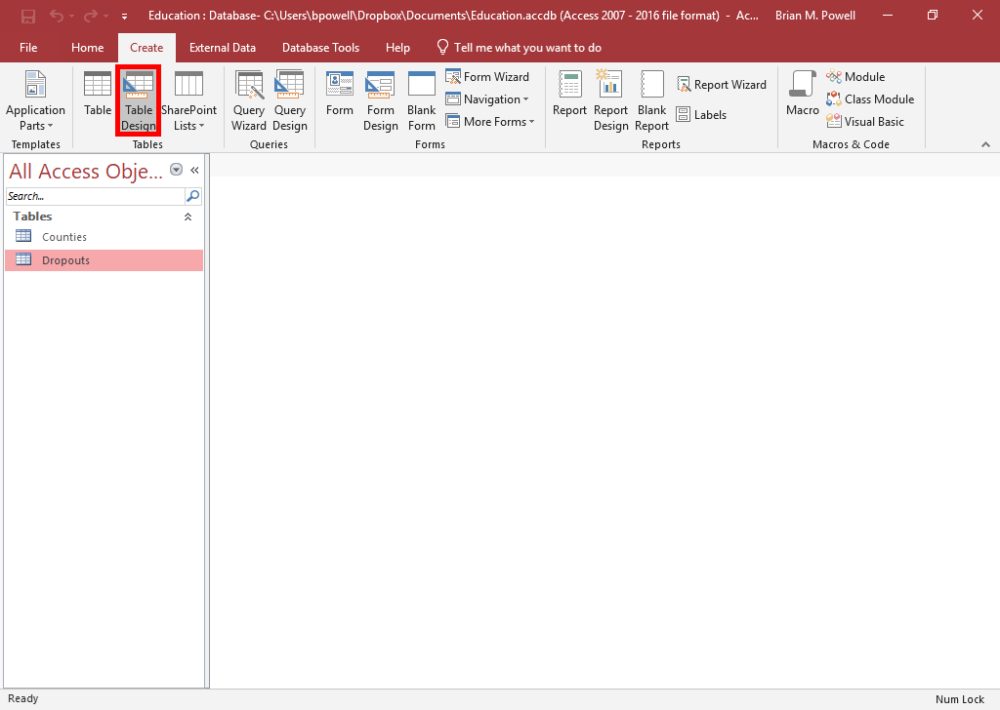 Education : Database- C:\Users\bpowell\Dropbox\Documents\Education.accdb (Access 2007 - 2016 file format) - Ac... Brian M. Powell
File Home Create External Data Database Tools Help Tell me what you want to do
Application Parts
Templates
Table
Table Design
SharePoint Lists
Tables
Query Wizard
Query Design
Queries
Form
Form Design
Blank Form
Form Wizard
Navigation
More Forms
Forms
Report
Report Design
Blank Report
Report Wizard
Labels
Reports
Macro
Module
Class Module
Visual Basic
Macros & Code
All Access Obje...
Search...
Tables
Counties
Dropouts
Ready
Num Lock